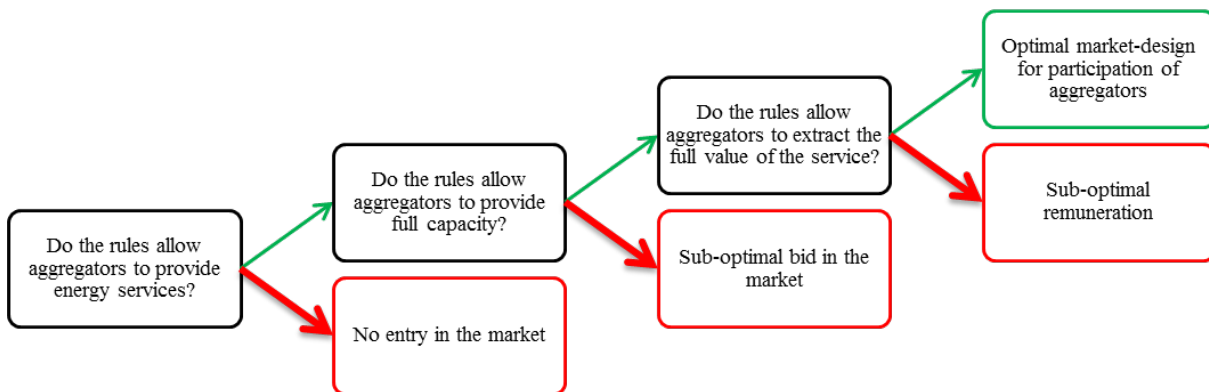 Do the rules allow
aggregators to provide
energy services?
Do the rules allow
aggregators to provide
full capacity?
No entry in the market
Do the rules allow
aggregators to extract the
full value of the service?
Sub-optimal bid in the
market
Optimal market-design
for participation of
aggregators
Sub-optimal
remuneration